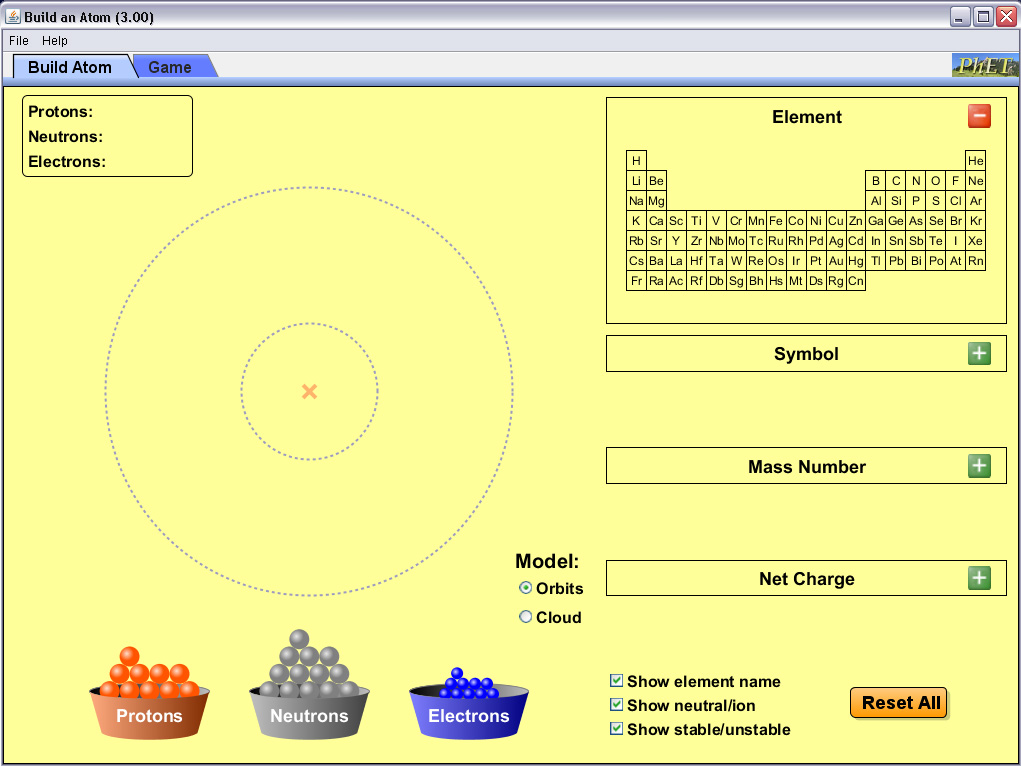 Build an Atom (3.00)
File Help
Build Atom Game
PhET
Protons:
Neutrons:
Electrons:
Element
H He
Li Be B C N O F Ne
Na Mg Al Si P S Cl Ar
K Ca Sc Ti V Cr Mn Fe Co Ni Cu Zn Ga Ge As Se Br Kr
Rb Sr Y Zr Nb Mo Tc Ru Rh Pd Ag Cd In Sn Sb Te I Xe
Cs Ba La Hf Ta W Re Os Ir Pt Au Hg Tl Pb Bi Po At Rn
Fr Ra Ac Rf Db Sg Bh Hs Mt Ds Rg Cn
Symbol
Mass Number
Net Charge
Model:
Orbits
Cloud
Protons
Neutrons
Electrons
Show element name
Show neutral/ion
Show stable/unstable
Reset All